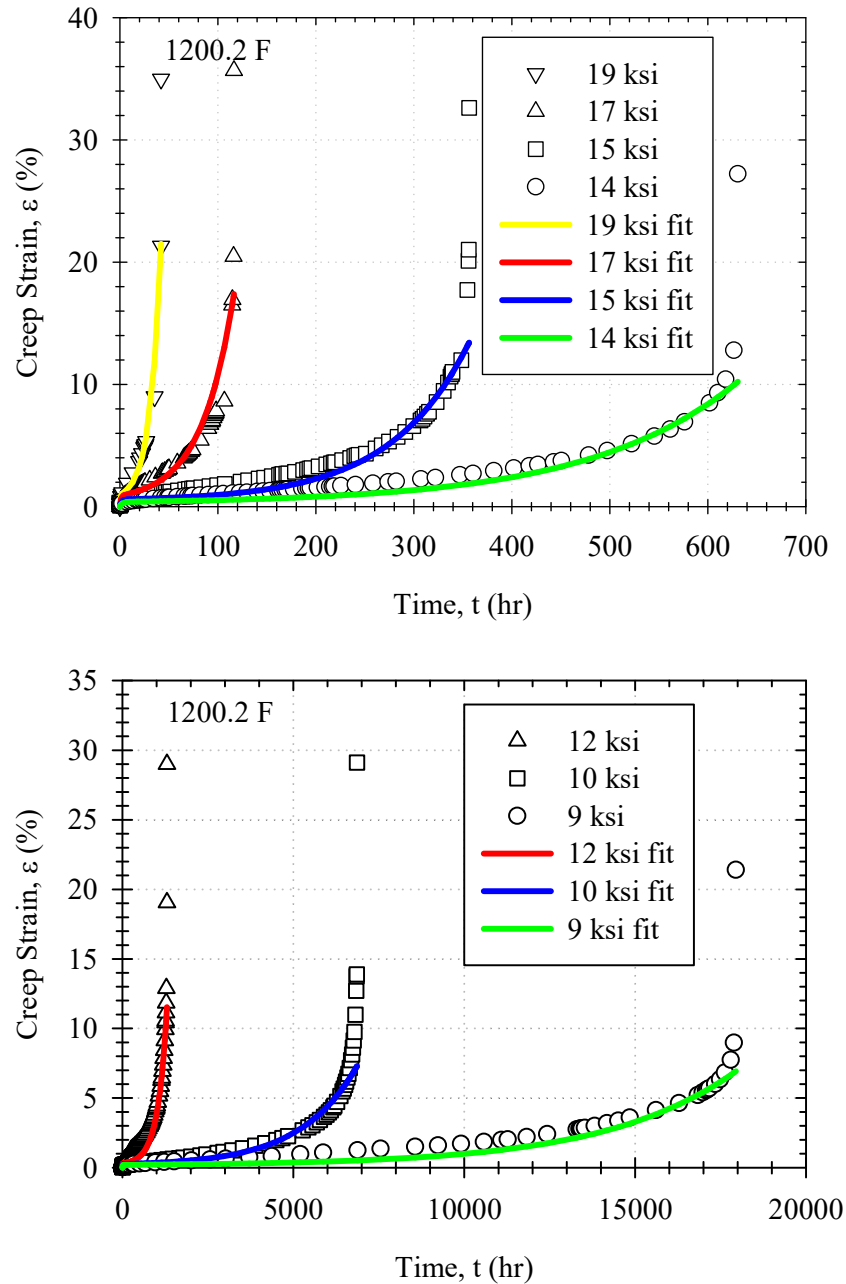 40
30
20
10
0
Creep Strain, ε (%)
1200.2 F
19 ksi
17 ksi
15 ksi
14 ksi
19 ksi fit
17 ksi fit
15 ksi fit
14 ksi fit
0 100 200 300 400 500 600 700
Time, t (hr)
35
30
25
20
15
10
5
0
Creep Strain, ε (%)
1200.2 F
12 ksi
10 ksi
9 ksi
12 ksi fit
10 ksi fit
9 ksi fit
0 5000 10000 15000 20000
Time, t (hr)